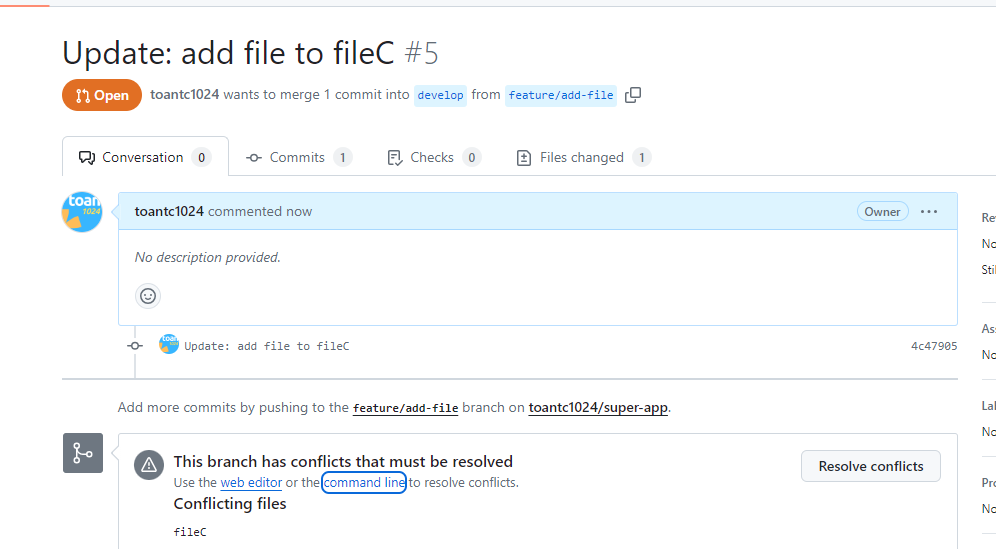 Update: add file to fileC #5
Open toantc1024 wants to merge 1 commit into develop from feature/add-file
Conversation 0 Commits 1 Checks 0 Files changed 1
toan
1024
toantc1024 commented now Owner
No description provided.
Update: add file to fileC 4c47905
Add more commits by pushing to the feature/add-file branch on toantc1024/super-app.
This branch has conflicts that must be resolved
Use the web editor or the command line to resolve conflicts.
Resolve conflicts
Conflicting files
fileC
Re
No
Sti
As
No
Lal
No
Pro
No